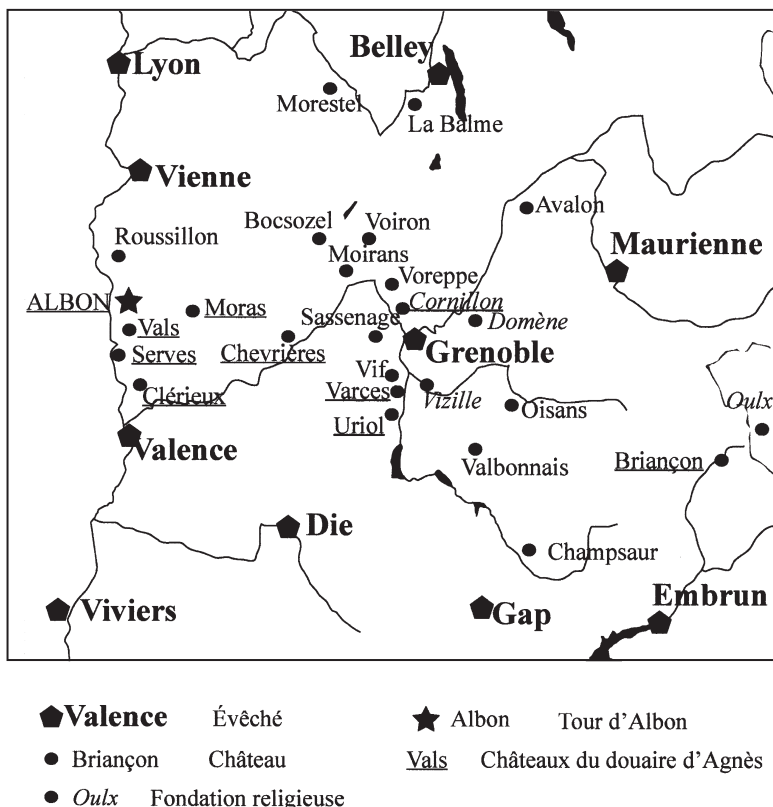 Lyon
Belley
Morestel
La Balme
Vienne
Avalon
Bocsozel
Voiron
Roussillon
Maurienne
Moirans
Voreppe
ALBON
Cornillon
Moras
Sassenage
Domène
Vals
Grenoble
Serves
Chevrières
Vif
Clérieux
Varces
Vizille
Oulx
Oisans
Uriol
Valence
Valbonnais
Briançon
Die
Champsaur
Embrun
Viviers
Gap
Valence Évêché
Albon Tour d'Albon
Briançon Château
Vals Châteaux du douaire d'Agnès
Oulx Fondation religieuse